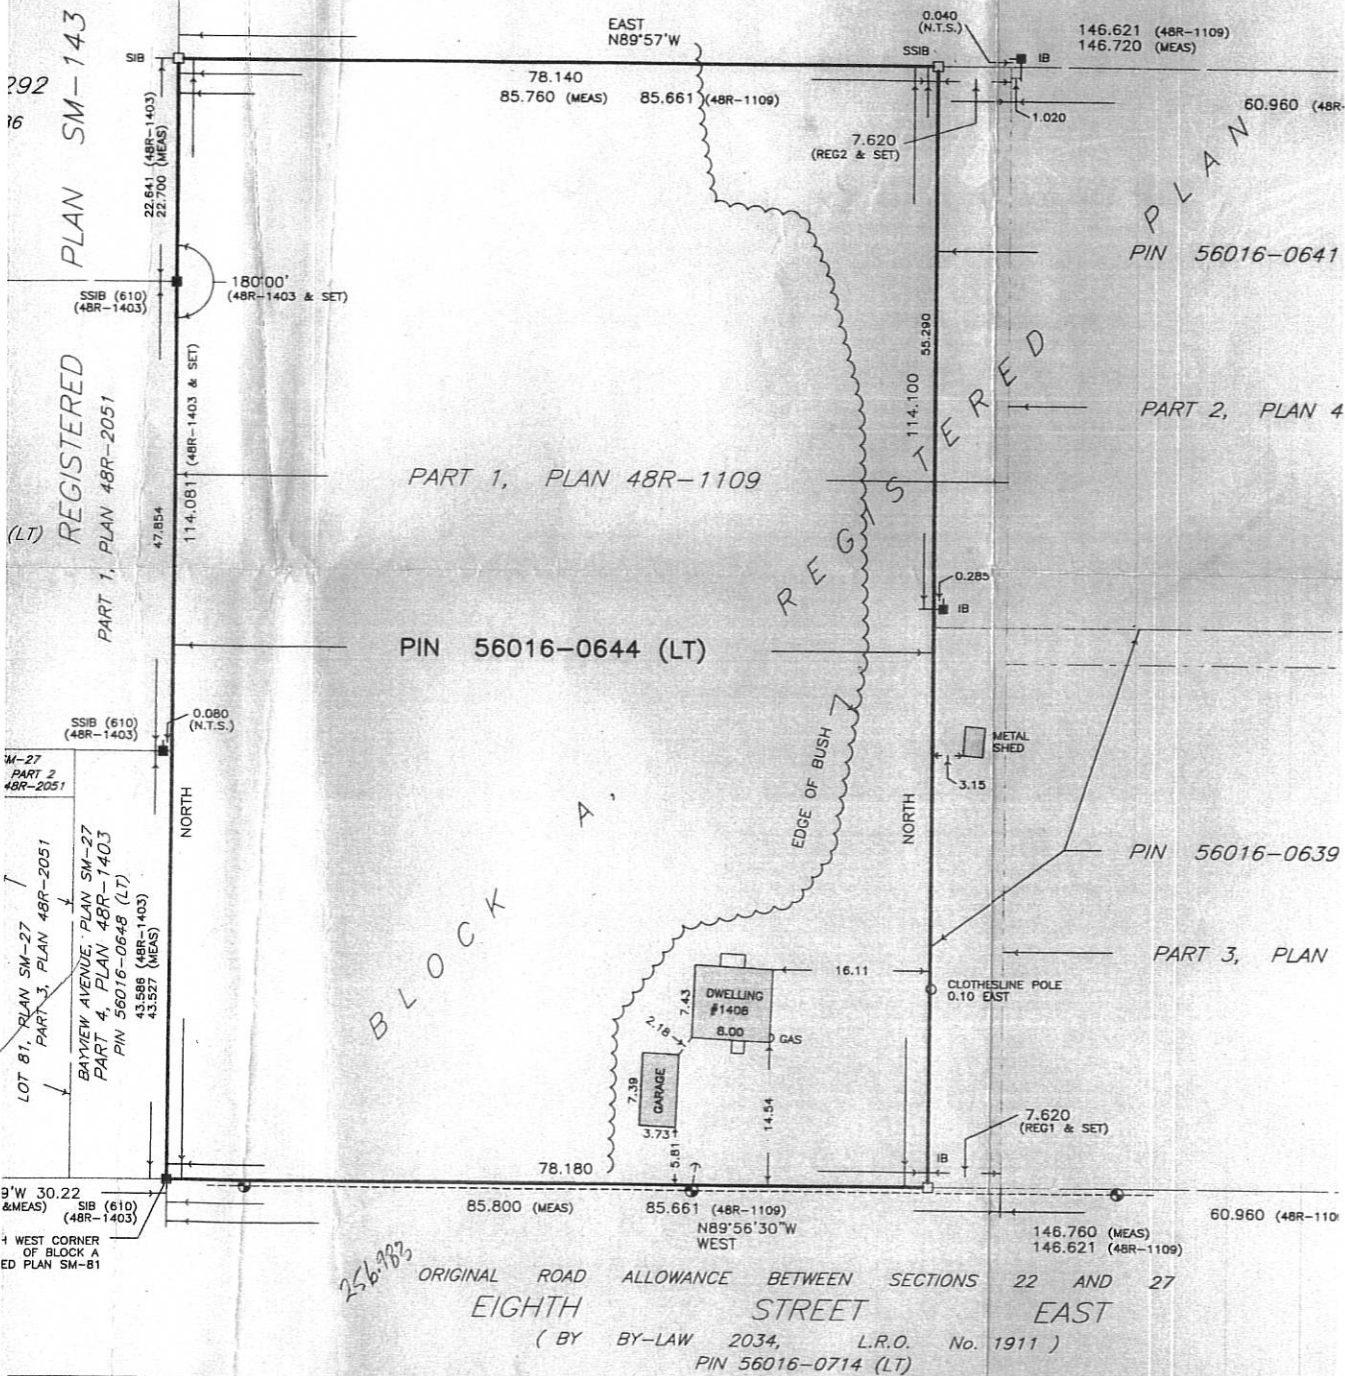 EAST
N89°57'W
0.040
(N.T.S.)
146.621 (48R-1109)
146.720 (MEAS)
SIB
SSIB
IB
78.140
85.760 (MEAS)
85.661 (48R-1109)
60.960 (48R-
1.020
7.620
(REG2 & SET)
292
36
REGISTERED PLAN SM-143
22.641 (48R-1403)
22.700 (MEAS)
PLAN
PIN 56016-0641
180°00'
(48R-1403 & SET)
SSIB (610)
(48R-1403)
PART 1, PLAN 48R-2051
114.081 (48R-1403 & SET)
47.854
55.290
114.100
PART 2, PLAN 4
PART 1, PLAN 48R-1109
REGISTERED
(LT)
0.285
IB
PIN 56016-0644 (LT)
SSIB (610)
(48R-1403)
0.080
(N.T.S.)
METAL
SHED
3.15
SM-27
PART 2
48R-2051
NORTH
BLOCK A,
EDGE OF BUSH
NORTH
PIN 56016-0639
LOT 81, PLAN SM-27
PART 3, PLAN 48R-2051
BAYVIEW AVENUE, PLAN SM-27
PART 4, PLAN 48R-1403
PIN 56016-0648 (LT)
43.586 (48R-1403)
43.527 (MEAS)
PART 3, PLAN
16.11
CLOTHESLINE POLE
0.10 EAST
DWELLING
#1408
7.43
8.00
2.18
GAS
GARAGE
7.39
3.73
14.54
5.81
7.620
(REG1 & SET)
IB
78.180
9'W 30.22
&MEAS)
SIB (610)
(48R-1403)
85.800 (MEAS)
85.661 (48R-1109)
N89°56'30"W
WEST
60.960 (48R-110
146.760 (MEAS)
146.621 (48R-1109)
WEST CORNER
OF BLOCK A
ED PLAN SM-81
256.983
ORIGINAL ROAD ALLOWANCE BETWEEN SECTIONS 22 AND 27
EIGHTH STREET EAST
( BY BY-LAW 2034, L.R.O. No. 1911 )
PIN 56016-0714 (LT)